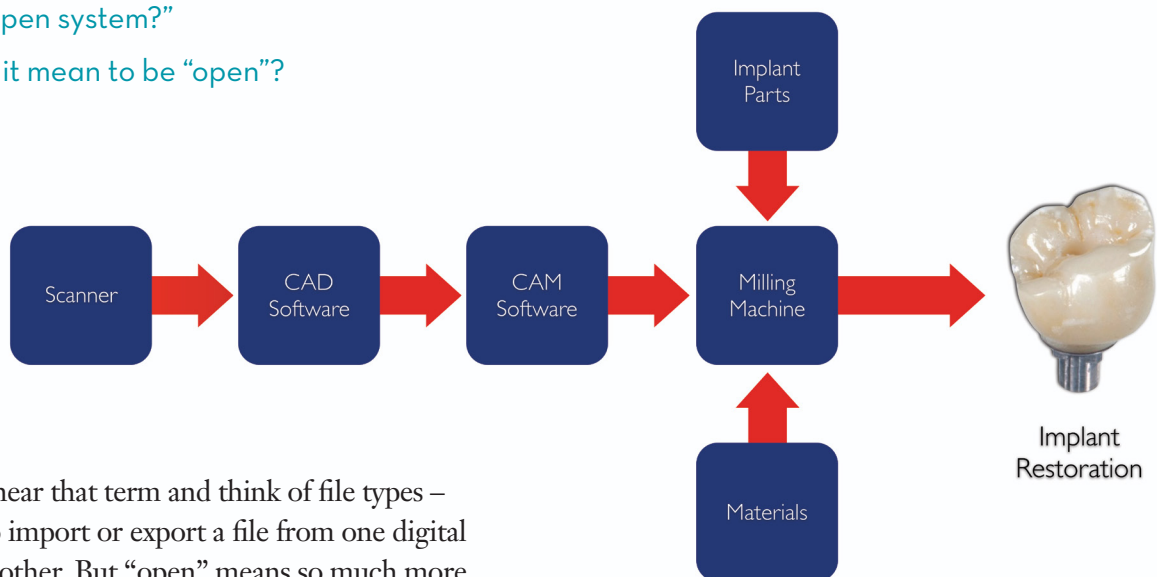 pen system?”
it mean to be “open”?
Implant
Parts
Scanner
CAD
Software
CAM
Software
Milling
Machine
Implant
Restoration
Materials
hear that term and think of file types –
import or export a file from one digital
other. But “open” means so much more